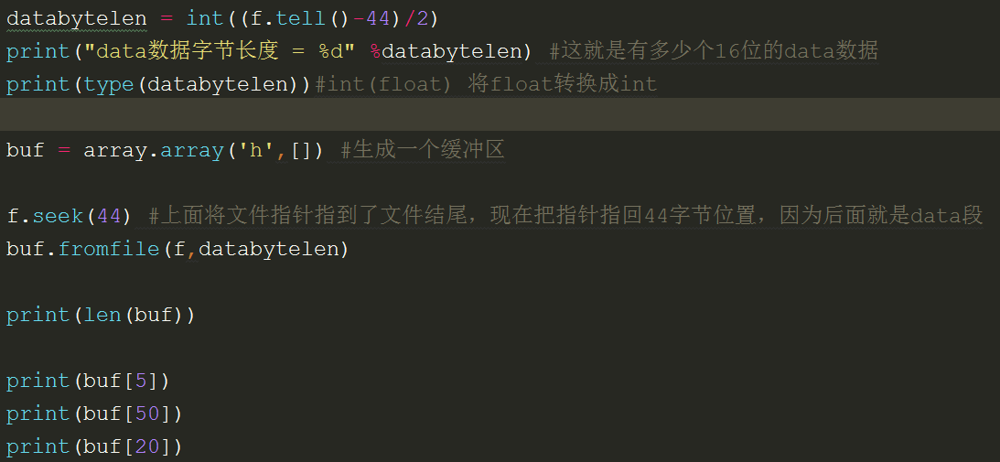 databytelen = int((f.tell()-44)/2)
print("data数据字节长度 = %d" %databytelen) #这就是有多少个16位的data数据
print(type(databytelen))#int(float) 将float转换成int
buf = array.array('h',[]) #生成一个缓冲区
f.seek(44) #上面将文件指针指到了文件结尾，现在把指针指回44字节位置，因为后面就是data段
buf.fromfile(f,databytelen)
print(len(buf))
print(buf[5])
print(buf[50])
print(buf[20])